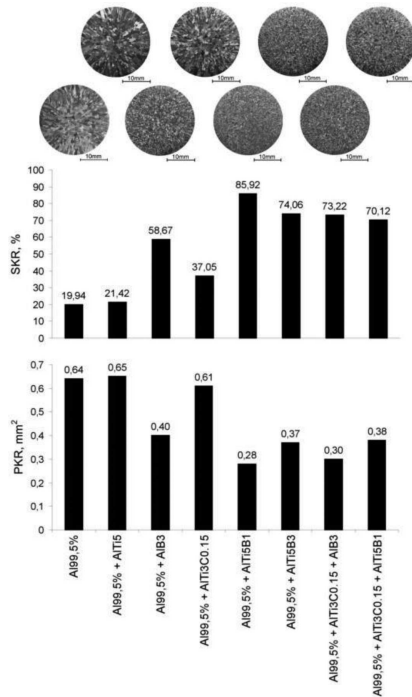 10mm 10mm 10mm 10mm
10mm 10mm 10mm 10mm
SKR, %
100
90
80
70
60
50
40
30
20
10
0
19,94
21,42
58,67
37,05
85,92
74,06
73,22
70,12
PKR, mm²
0,7
0,6
0,5
0,4
0,3
0,2
0,1
0
0,64
0,65
0,40
0,61
0,28
0,37
0,30
0,38
Al99,5%
Al99,5% + AlTi5
Al99,5% + AlB3
Al99,5% + AlTi3C0.15
Al99,5% + AlTi5B1
Al99,5% + AlTi5B3
Al99,5% + AlTi3C0.15 + AlB3
Al99,5% + AlTi3C0.15 + AlTi5B1